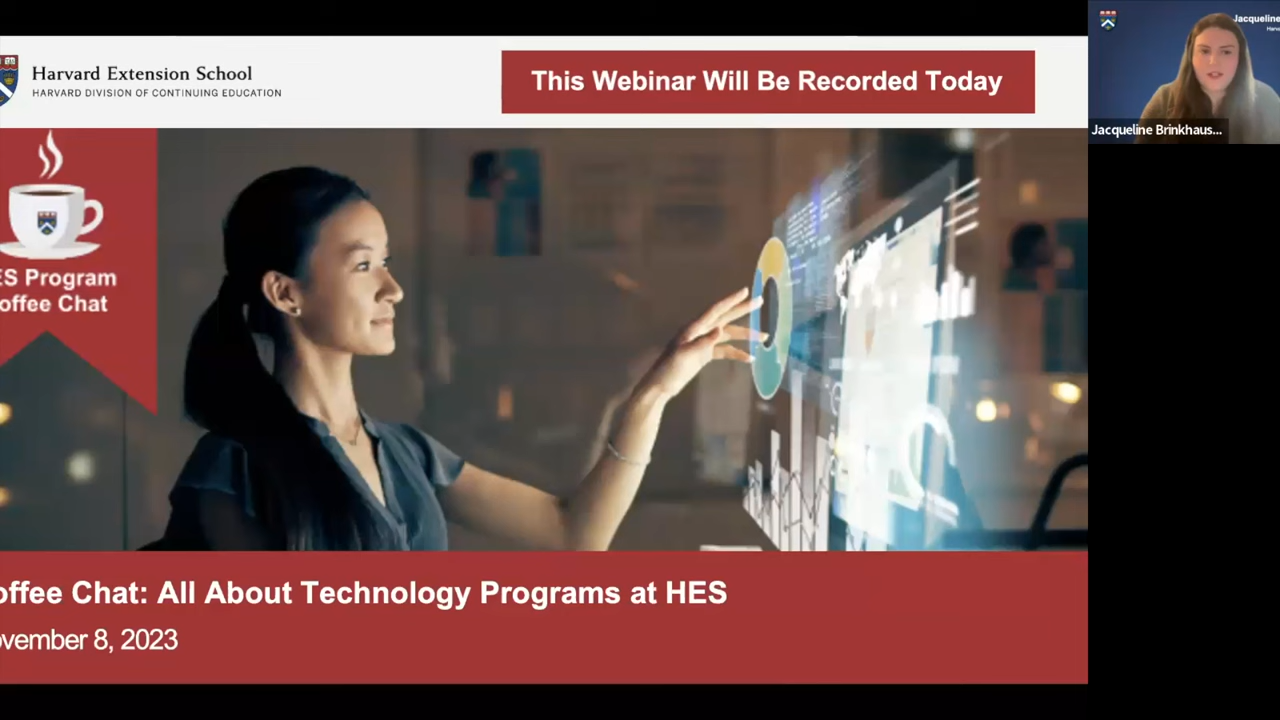 Harvard Extension School
HARVARD DIVISION OF CONTINUING EDUCATION
This Webinar Will Be Recorded Today
ES Program
offee Chat
offee Chat: All About Technology Programs at HES
ovember 8, 2023
Jacqueline
Jacqueline Brinkhaus...